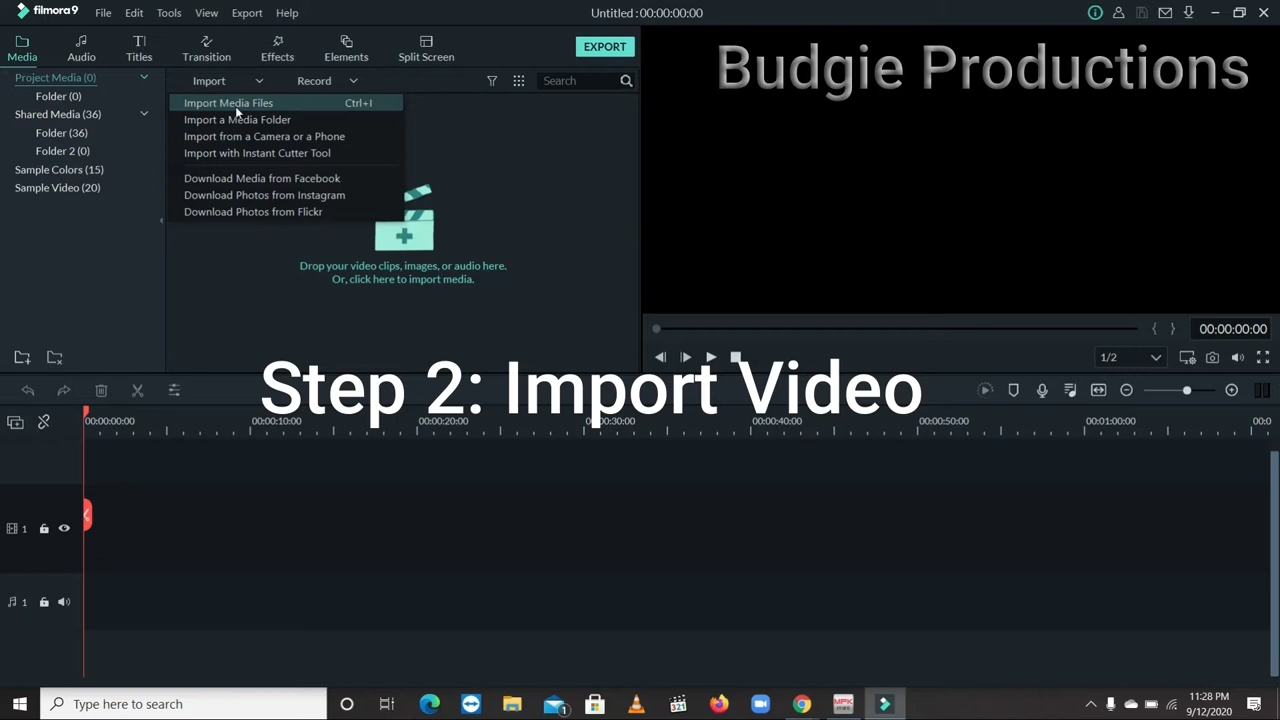 filmora9 File Edit Tools View Export Help Untitled : 00:00:00:00
Media Audio Titles Transition Effects Elements Split Screen EXPORT
Budgie Productions
Project Media (0) Import Record Search
Folder (0)
Shared Media (36)
Folder (36)
Folder 2 (0)
Sample Colors (15)
Sample Video (20)
Import Media Files Ctrl+I
Import a Media Folder
Import from a Camera or a Phone
Import with Instant Cutter Tool
Download Media from Facebook
Download Photos from Instagram
Download Photos from Flickr
Drop your video clips, images, or audio here.
Or, click here to import media.
00:00:00:00
1/2
Step 2: Import Video
00:00:00:00 00:00:10:00 00:00:20:00 00:00:30:00 00:00:40:00 00:00:50:00 00:01:00:00 00:0
1
1
Type here to search 1 321 MPK mini 11:28 PM
9/12/2020